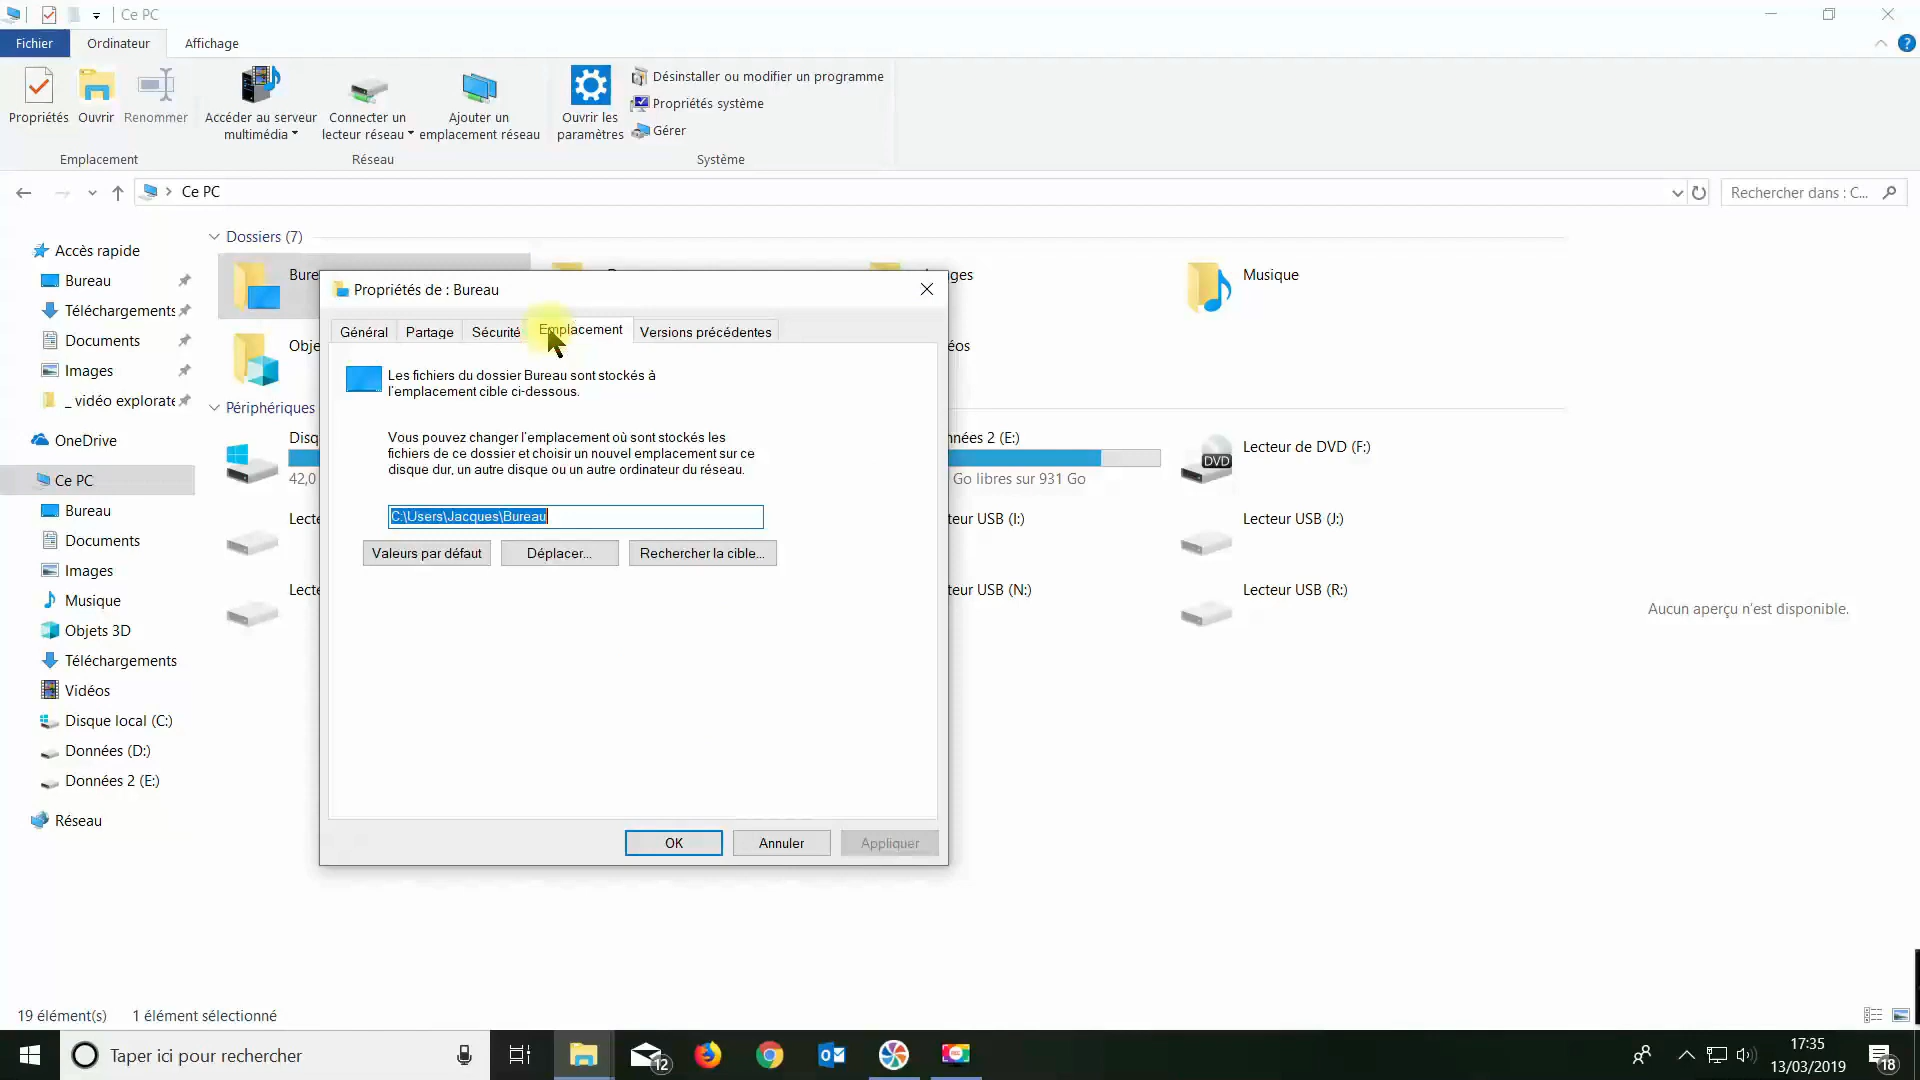 Ce PC
Fichier
Ordinateur
Affichage
Propriétés
Ouvrir
Renommer
Accéder au serveur
multimédia
Connecter un
lecteur réseau
Ajouter un
emplacement réseau
Ouvrir les
paramètres
Désinstaller ou modifier un programme
Propriétés système
Gérer
Emplacement
Réseau
Système
Ce PC
Rechercher dans : C...
Accès rapide
Bureau
Téléchargements
Documents
Images
_ vidéo explorate
OneDrive
Ce PC
Bureau
Documents
Images
Musique
Objets 3D
Téléchargements
Vidéos
Disque local (C:)
Données (D:)
Données 2 (E:)
Réseau
Dossiers (7)
Bure
ges
Musique
Obje
éos
Périphériques
Disq
42,0
nnées 2 (E:)
Go libres sur 931 Go
Lecteur de DVD (F:)
DVD
Lecte
teur USB (I:)
Lecteur USB (J:)
Lecte
teur USB (N:)
Lecteur USB (R:)
Aucun aperçu n'est disponible.
Propriétés de : Bureau
Général
Partage
Sécurité
Emplacement
Versions précédentes
Les fichiers du dossier Bureau sont stockés à
l'emplacement cible ci-dessous.
Vous pouvez changer l'emplacement où sont stockés les
fichiers de ce dossier et choisir un nouvel emplacement sur ce
disque dur, un autre disque ou un autre ordinateur du réseau.
C:\Users\Jacques\Bureau
Valeurs par défaut
Déplacer...
Rechercher la cible...
OK
Annuler
Appliquer
19 élément(s)
1 élément sélectionné
Taper ici pour rechercher
12
17:35
13/03/2019
18